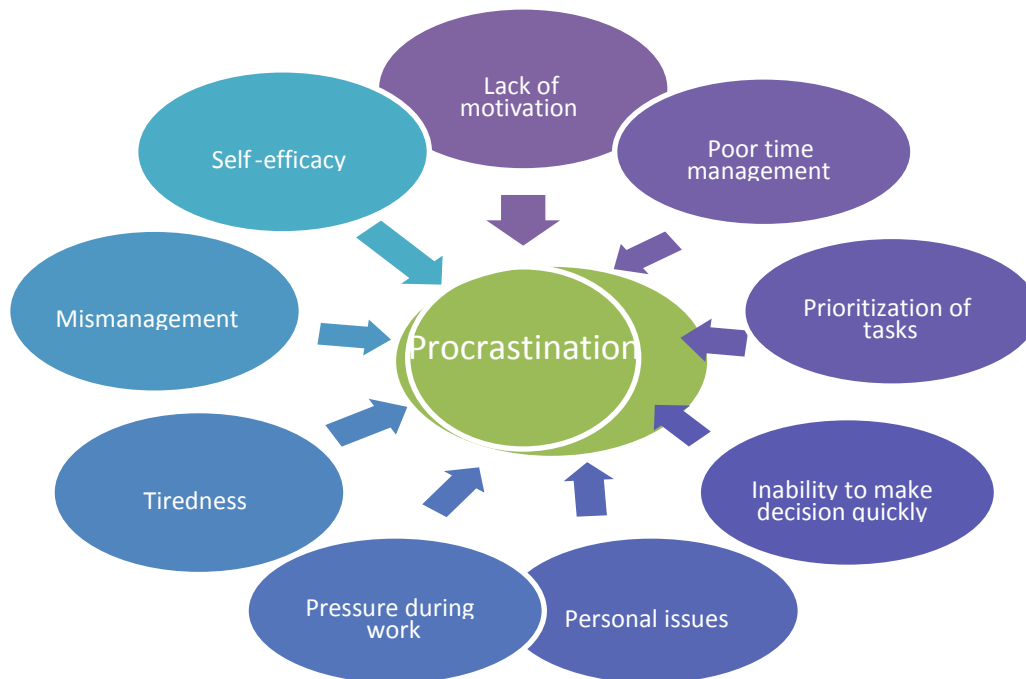 Lack of
motivation
Poor time
management
Self -efficacy
Prioritization of
tasks
Mismanagement
Procrastination
Inability to make
decision quickly
Tiredness
Pressure during
work
Personal issues